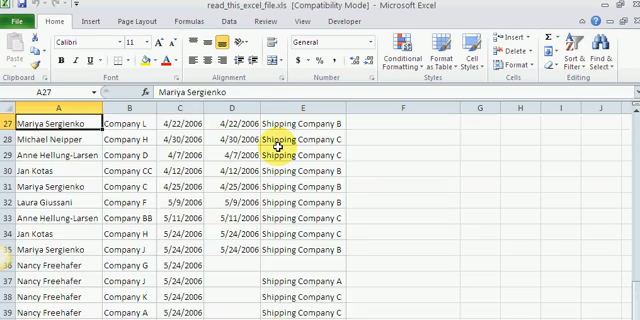 read_this_excel_file.xls [Compatibility Mode] - Microsoft Excel
File Home Insert Page Layout Formulas Data Review View Developer
Calibri 11 General Conditional Formatting Format as Table Cell Styles Insert Delete Format Sort & Filter Find & Select
Clipboard Font Alignment Number Styles Cells Editing
A27 fx Mariya Sergienko
A B C D E F G H I J
27 Mariya Sergienko Company L 4/22/2006 4/22/2006 Shipping Company B
28 Michael Neipper Company H 4/30/2006 4/30/2006 Shipping Company C
29 Anne Hellung-Larsen Company D 4/7/2006 4/7/2006 Shipping Company C
30 Jan Kotas Company CC 4/12/2006 4/12/2006 Shipping Company B
31 Mariya Sergienko Company C 4/25/2006 4/25/2006 Shipping Company B
32 Laura Giussani Company F 5/9/2006 5/9/2006 Shipping Company B
33 Anne Hellung-Larsen Company BB 5/11/2006 5/11/2006 Shipping Company C
34 Jan Kotas Company H 5/24/2006 5/24/2006 Shipping Company C
35 Mariya Sergienko Company J 5/24/2006 5/24/2006 Shipping Company B
36 Nancy Freehafer Company G 5/24/2006
37 Nancy Freehafer Company J 5/24/2006 Shipping Company A
38 Nancy Freehafer Company K 5/24/2006 Shipping Company C
39 Nancy Freehafer Company A 5/24/2006 Shipping Company C